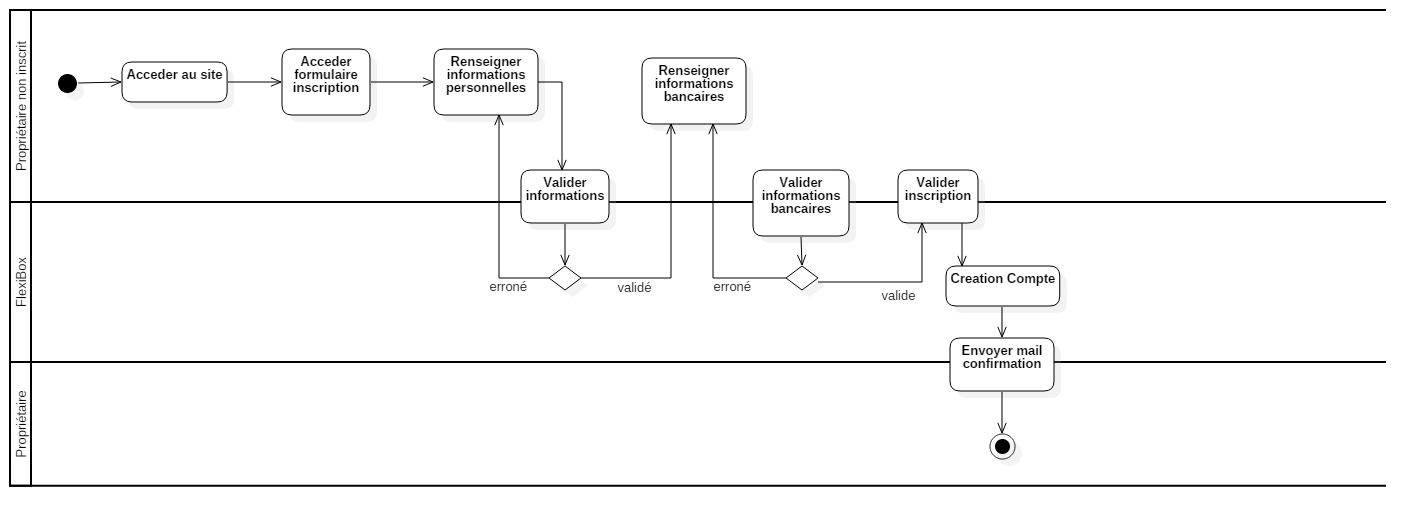 Propriétaire non inscrit
Acceder au site
Acceder
formulaire
inscription
Renseigner
informations
personnelles
Renseigner
informations
bancaires
Valider
informations
Valider
informations
bancaires
Valider
inscription
FlexiBox
erroné
validé
erroné
valide
Creation Compte
Envoyer mail
confirmation
Propriétaire